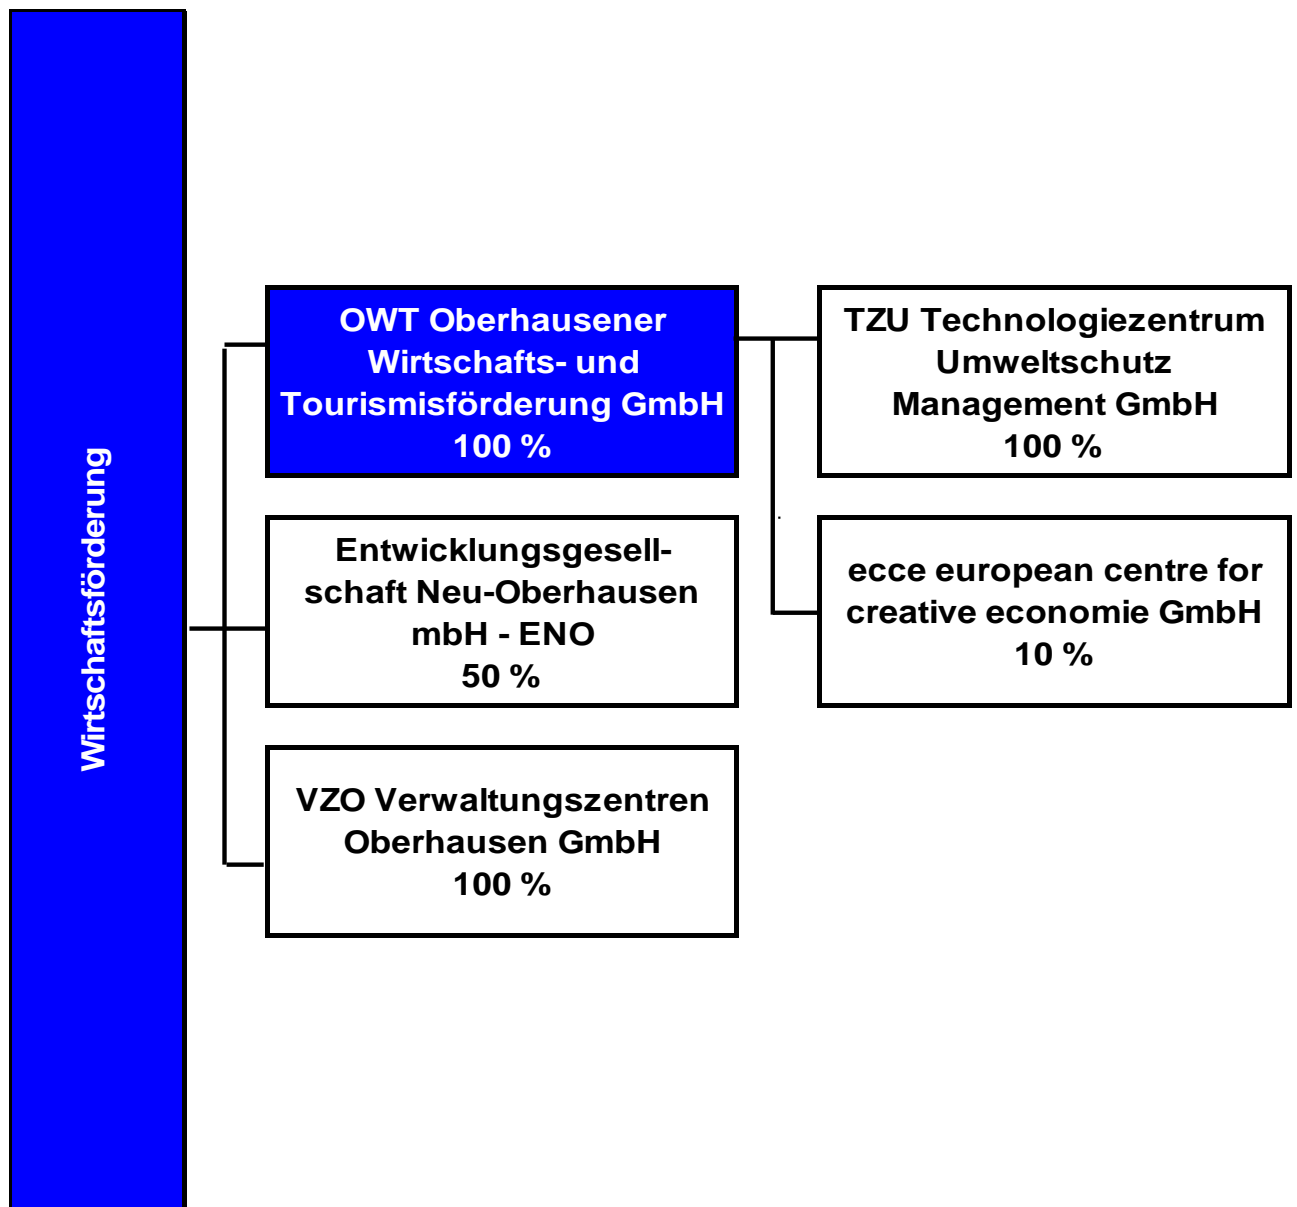 Wirtschaftsförderung
OWT Oberhausener
Wirtschafts- und
Tourismisförderung GmbH
100 %
TZU Technologiezentrum
Umweltschutz
Management GmbH
100 %
Entwicklungsgesell-
schaft Neu-Oberhausen
mbH - ENO
50 %
ecce european centre for
creative economie GmbH
10 %
VZO Verwaltungszentren
Oberhausen GmbH
100 %